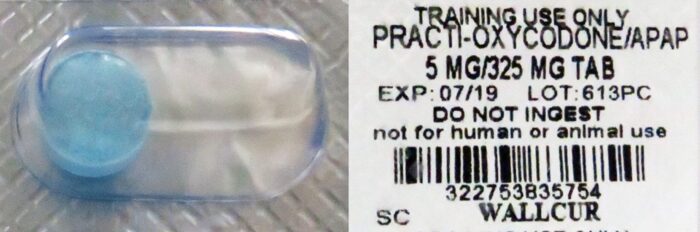 TRAINING USE ONLY
PRACTI-OXYCODONE/APAP
5 MG/325 MG TAB
EXP: 07/19 LOT:613PC
DO NOT INGEST
not for human or animal use
322753835754
SC WALLCUR